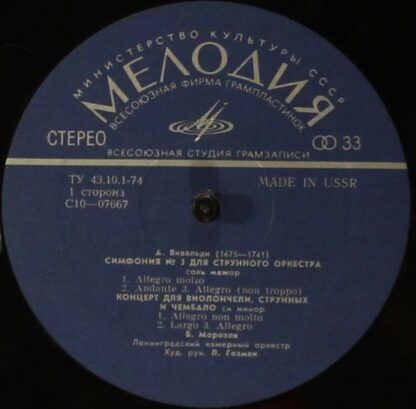 МИНИСТЕРСТВО КУЛЬТУРЫ СССР
МЕЛОДИЯ
ВСЕСОЮЗНАЯ ФИРМА ГРАМПЛАСТИНОК
СТЕРЕО
33
ВСЕСОЮЗНАЯ СТУДИЯ ГРАМЗАПИСИ
ТУ 43.10.1-74
MADE IN USSR
1 сторона
С10—07667
А. Вивальди (1675—1741)
СИМФОНИЯ № 3 ДЛЯ СТРУННОГО ОРКЕСТРА
соль мажор
1. Allegro molto
2. Andante 3. Allegro (non troppo)
КОНЦЕРТ ДЛЯ ВИОЛОНЧЕЛИ, СТРУННЫХ
И ЧЕМБАЛО си минор
1. Allegro non molto
2. Largo 3. Allegro
Б. Морозов
Ленинградский камерный оркестр
Худ. рук. Л. Гозман